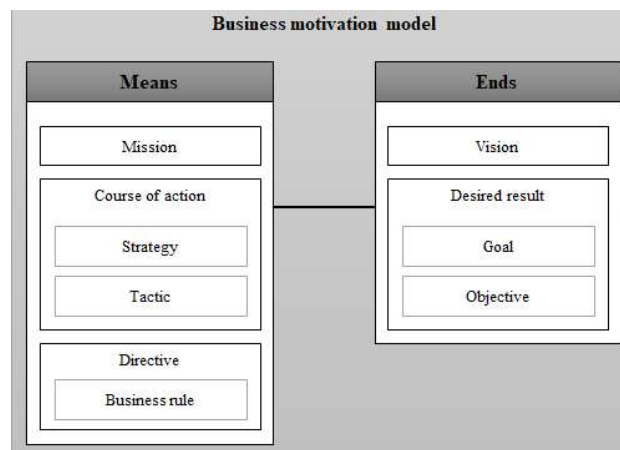 Business motivation model
Means
Mission
Course of action
Strategy
Tactic
Directive
Business rule
Ends
Vision
Desired result
Goal
Objective